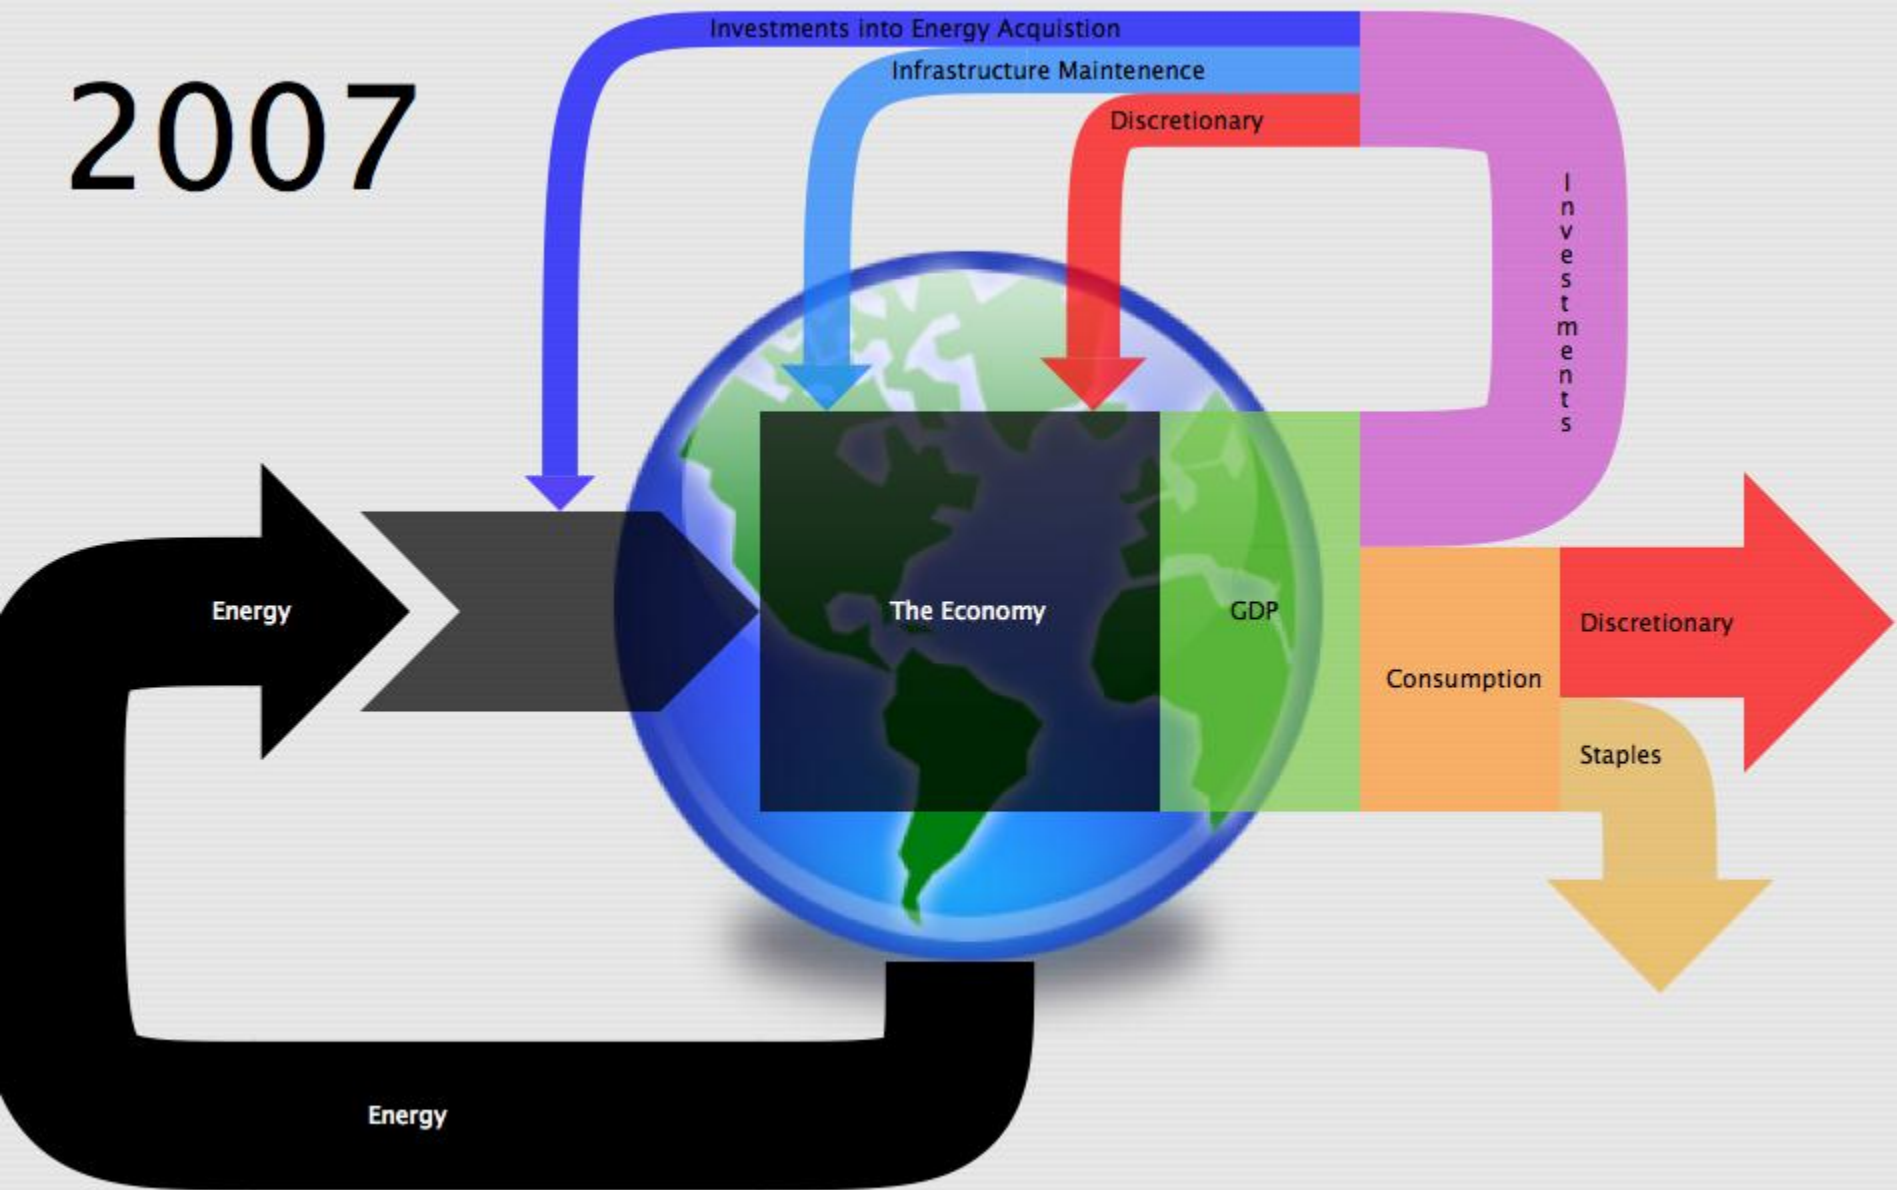 Investments into Energy Acquistion
Infrastructure Maintenence
2007
Discretionary
Investments
Energy
The Economy
GDP
Discretionary
Consumption
Staples
Energy